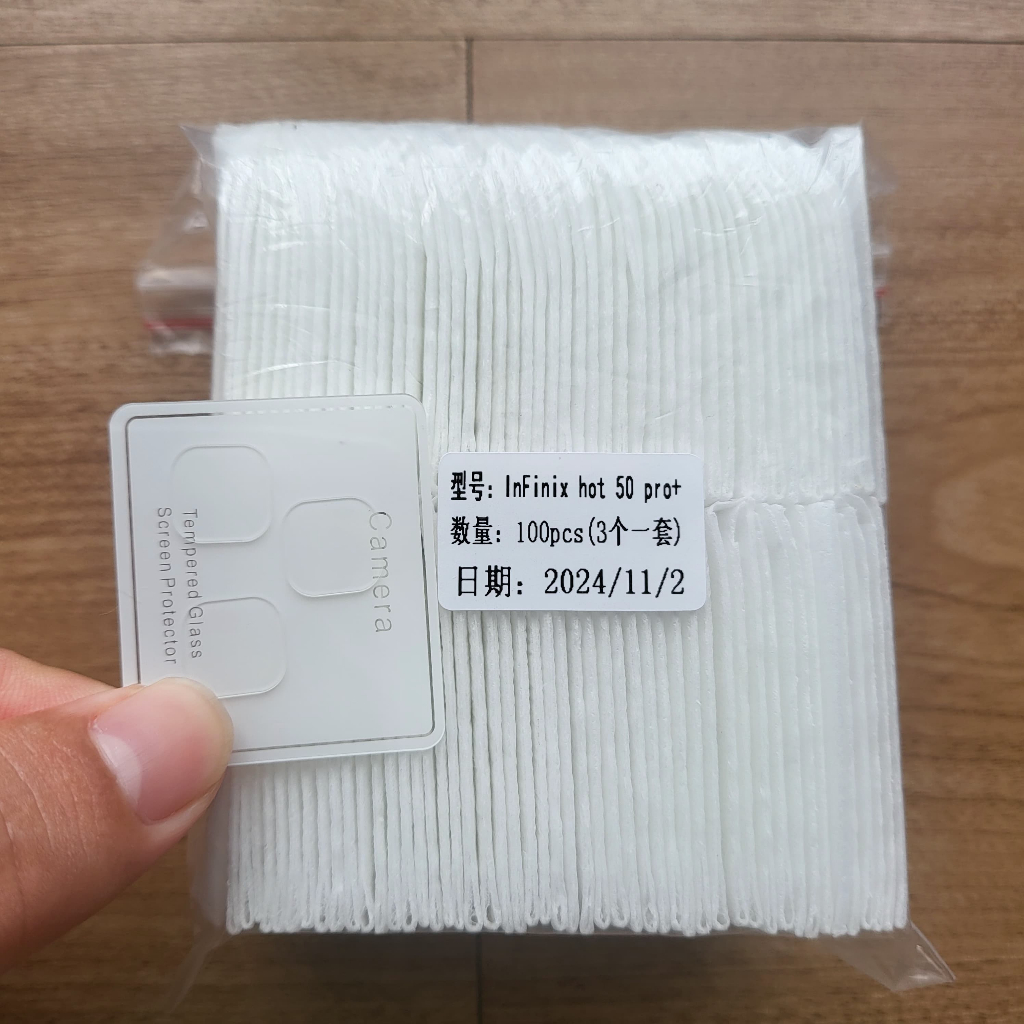 型号: InFinix hot 50 pro+
数量: 100pcs(3个一套)
日期: 2024/11/2
Camera
Tempered Glass
Screen Protector